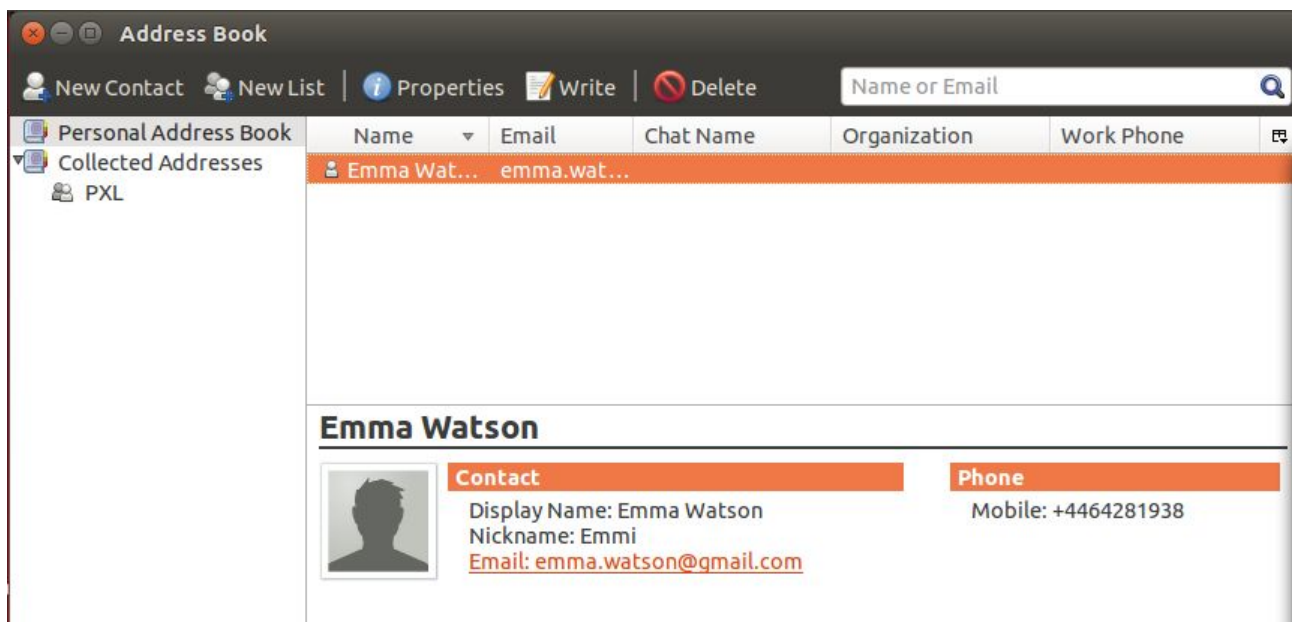 Address Book
New Contact New List Properties Write Delete Name or Email
Personal Address Book
Collected Addresses
PXL
Name Email Chat Name Organization Work Phone
Emma Wat... emma.wat...
Emma Watson
Contact
Display Name: Emma Watson
Nickname: Emmi
Email: emma.watson@gmail.com
Phone
Mobile: +4464281938